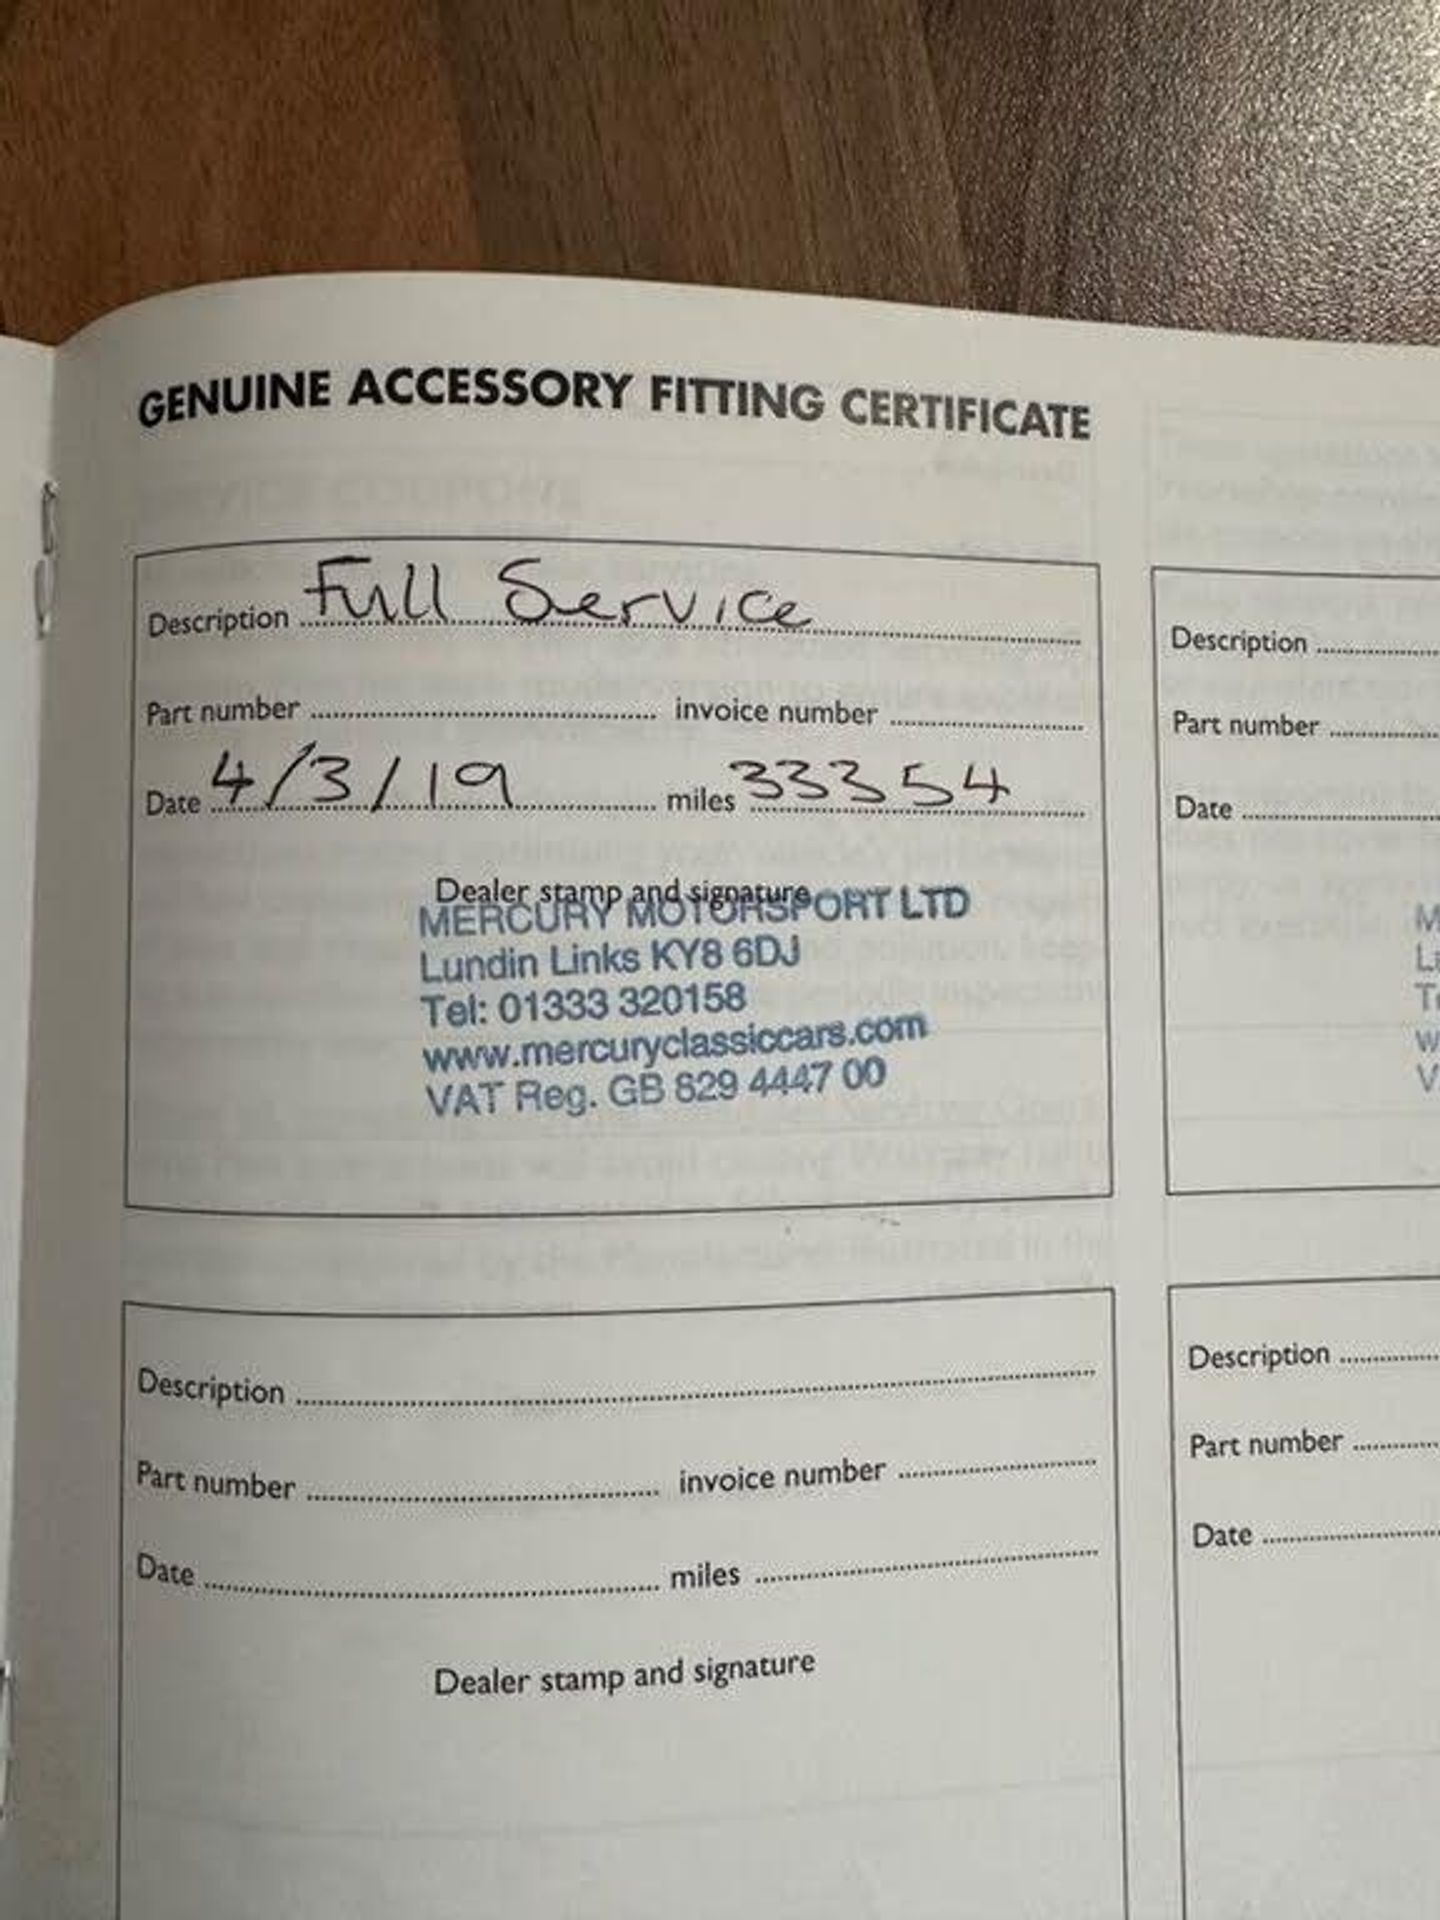 GENUINE ACCESSORY FITTING CERTIFICATE
Description Full Service
Part number invoice number
Date 4/3/19 miles 33354
Dealer stamp and signature
MERCURY MOTORSPORT LTD
Lundin Links KY8 6DJ
Tel: 01333 320158
www.mercuryclassiccars.com
VAT Reg. GB 829 4447 00
Description
Part number
Date
Description
Part number invoice number
Date miles
Dealer stamp and signature
Description
Part number
Date